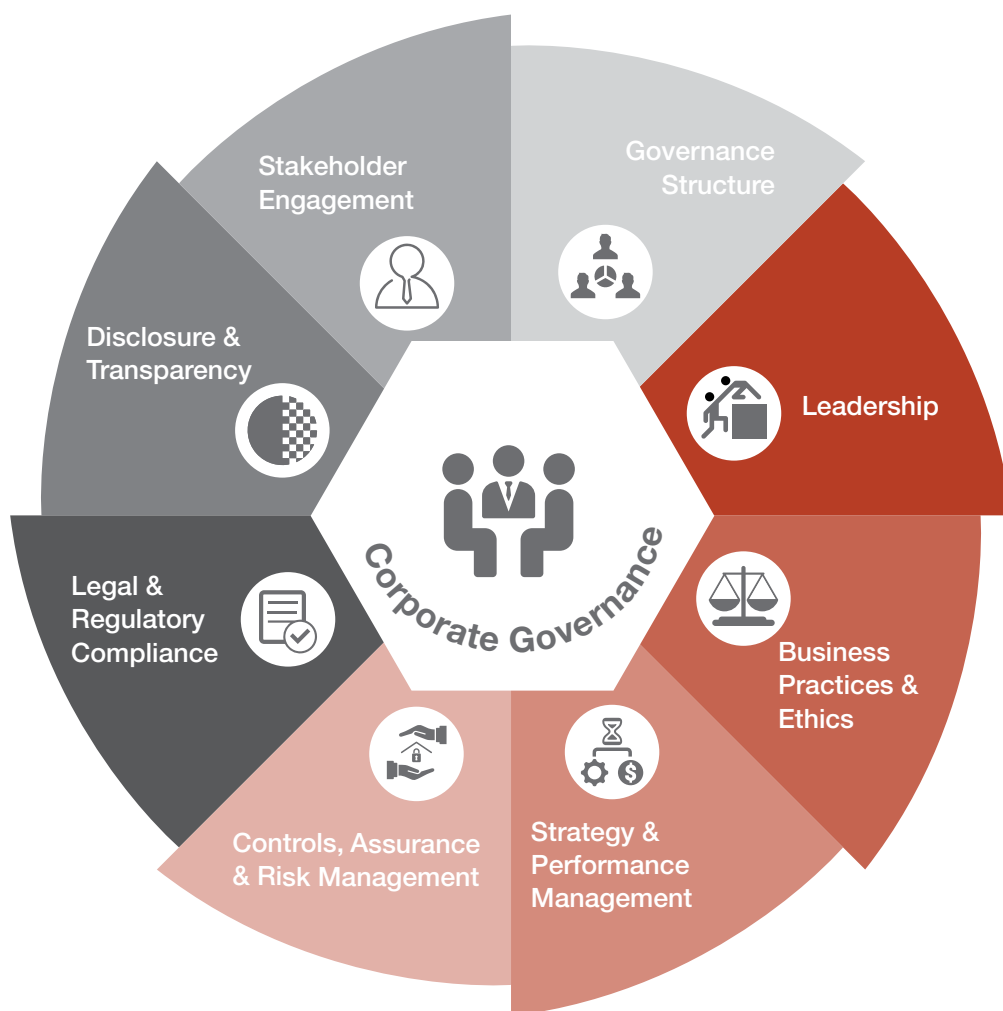 Stakeholder
Engagement
Governance
Structure
Disclosure &
Transparency
Leadership
Corporate Governance
Legal &
Regulatory
Compliance
Business
Practices &
Ethics
Controls, Assurance
& Risk Management
$
Strategy &
Performance
Management